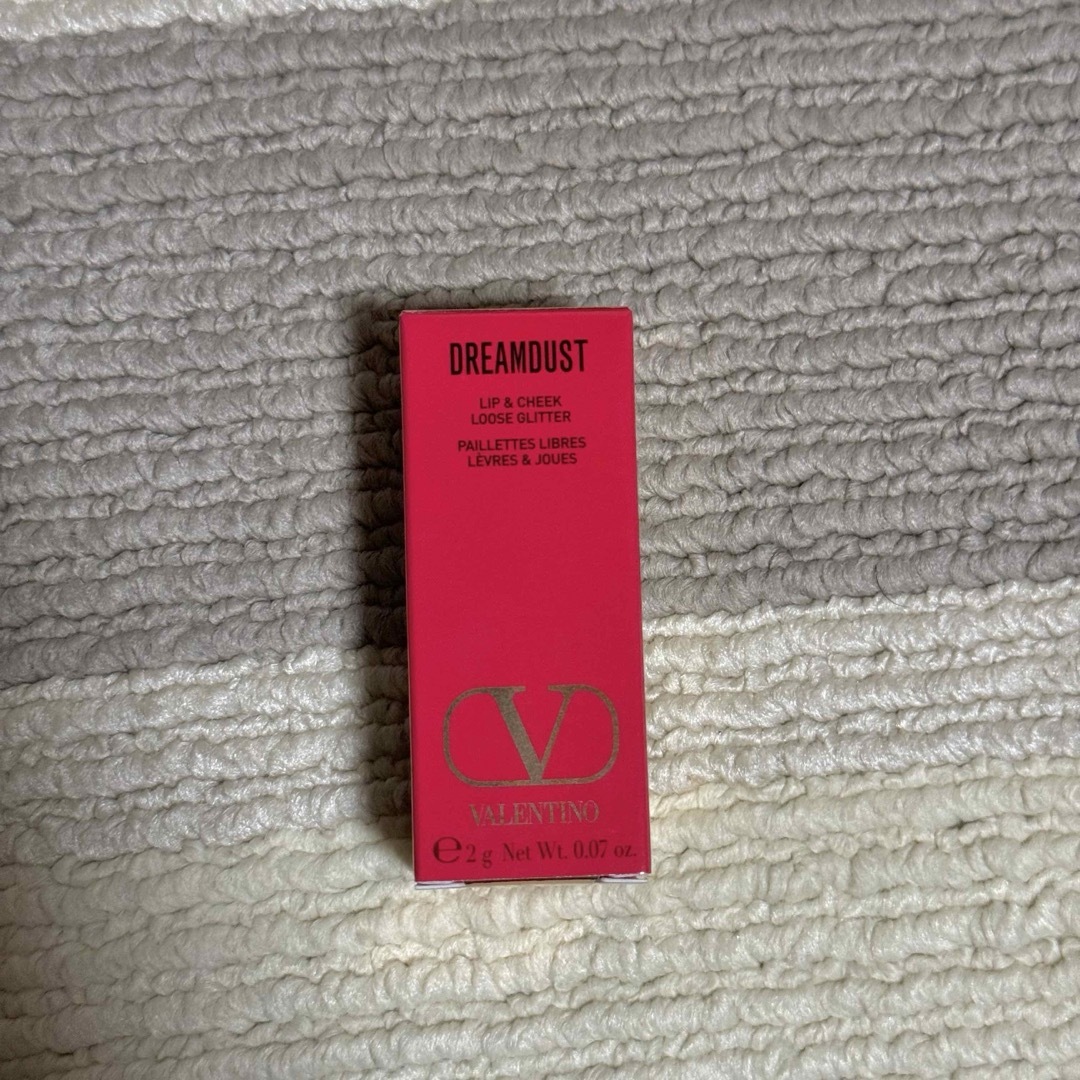 DREAMDUST
LIP & CHEEK
LOOSE GLITTER
PAILLETTES LIBRES
LÈVRES & JOUES
V
VALENTINO
℮ 2 g Net Wt. 0.07 oz.